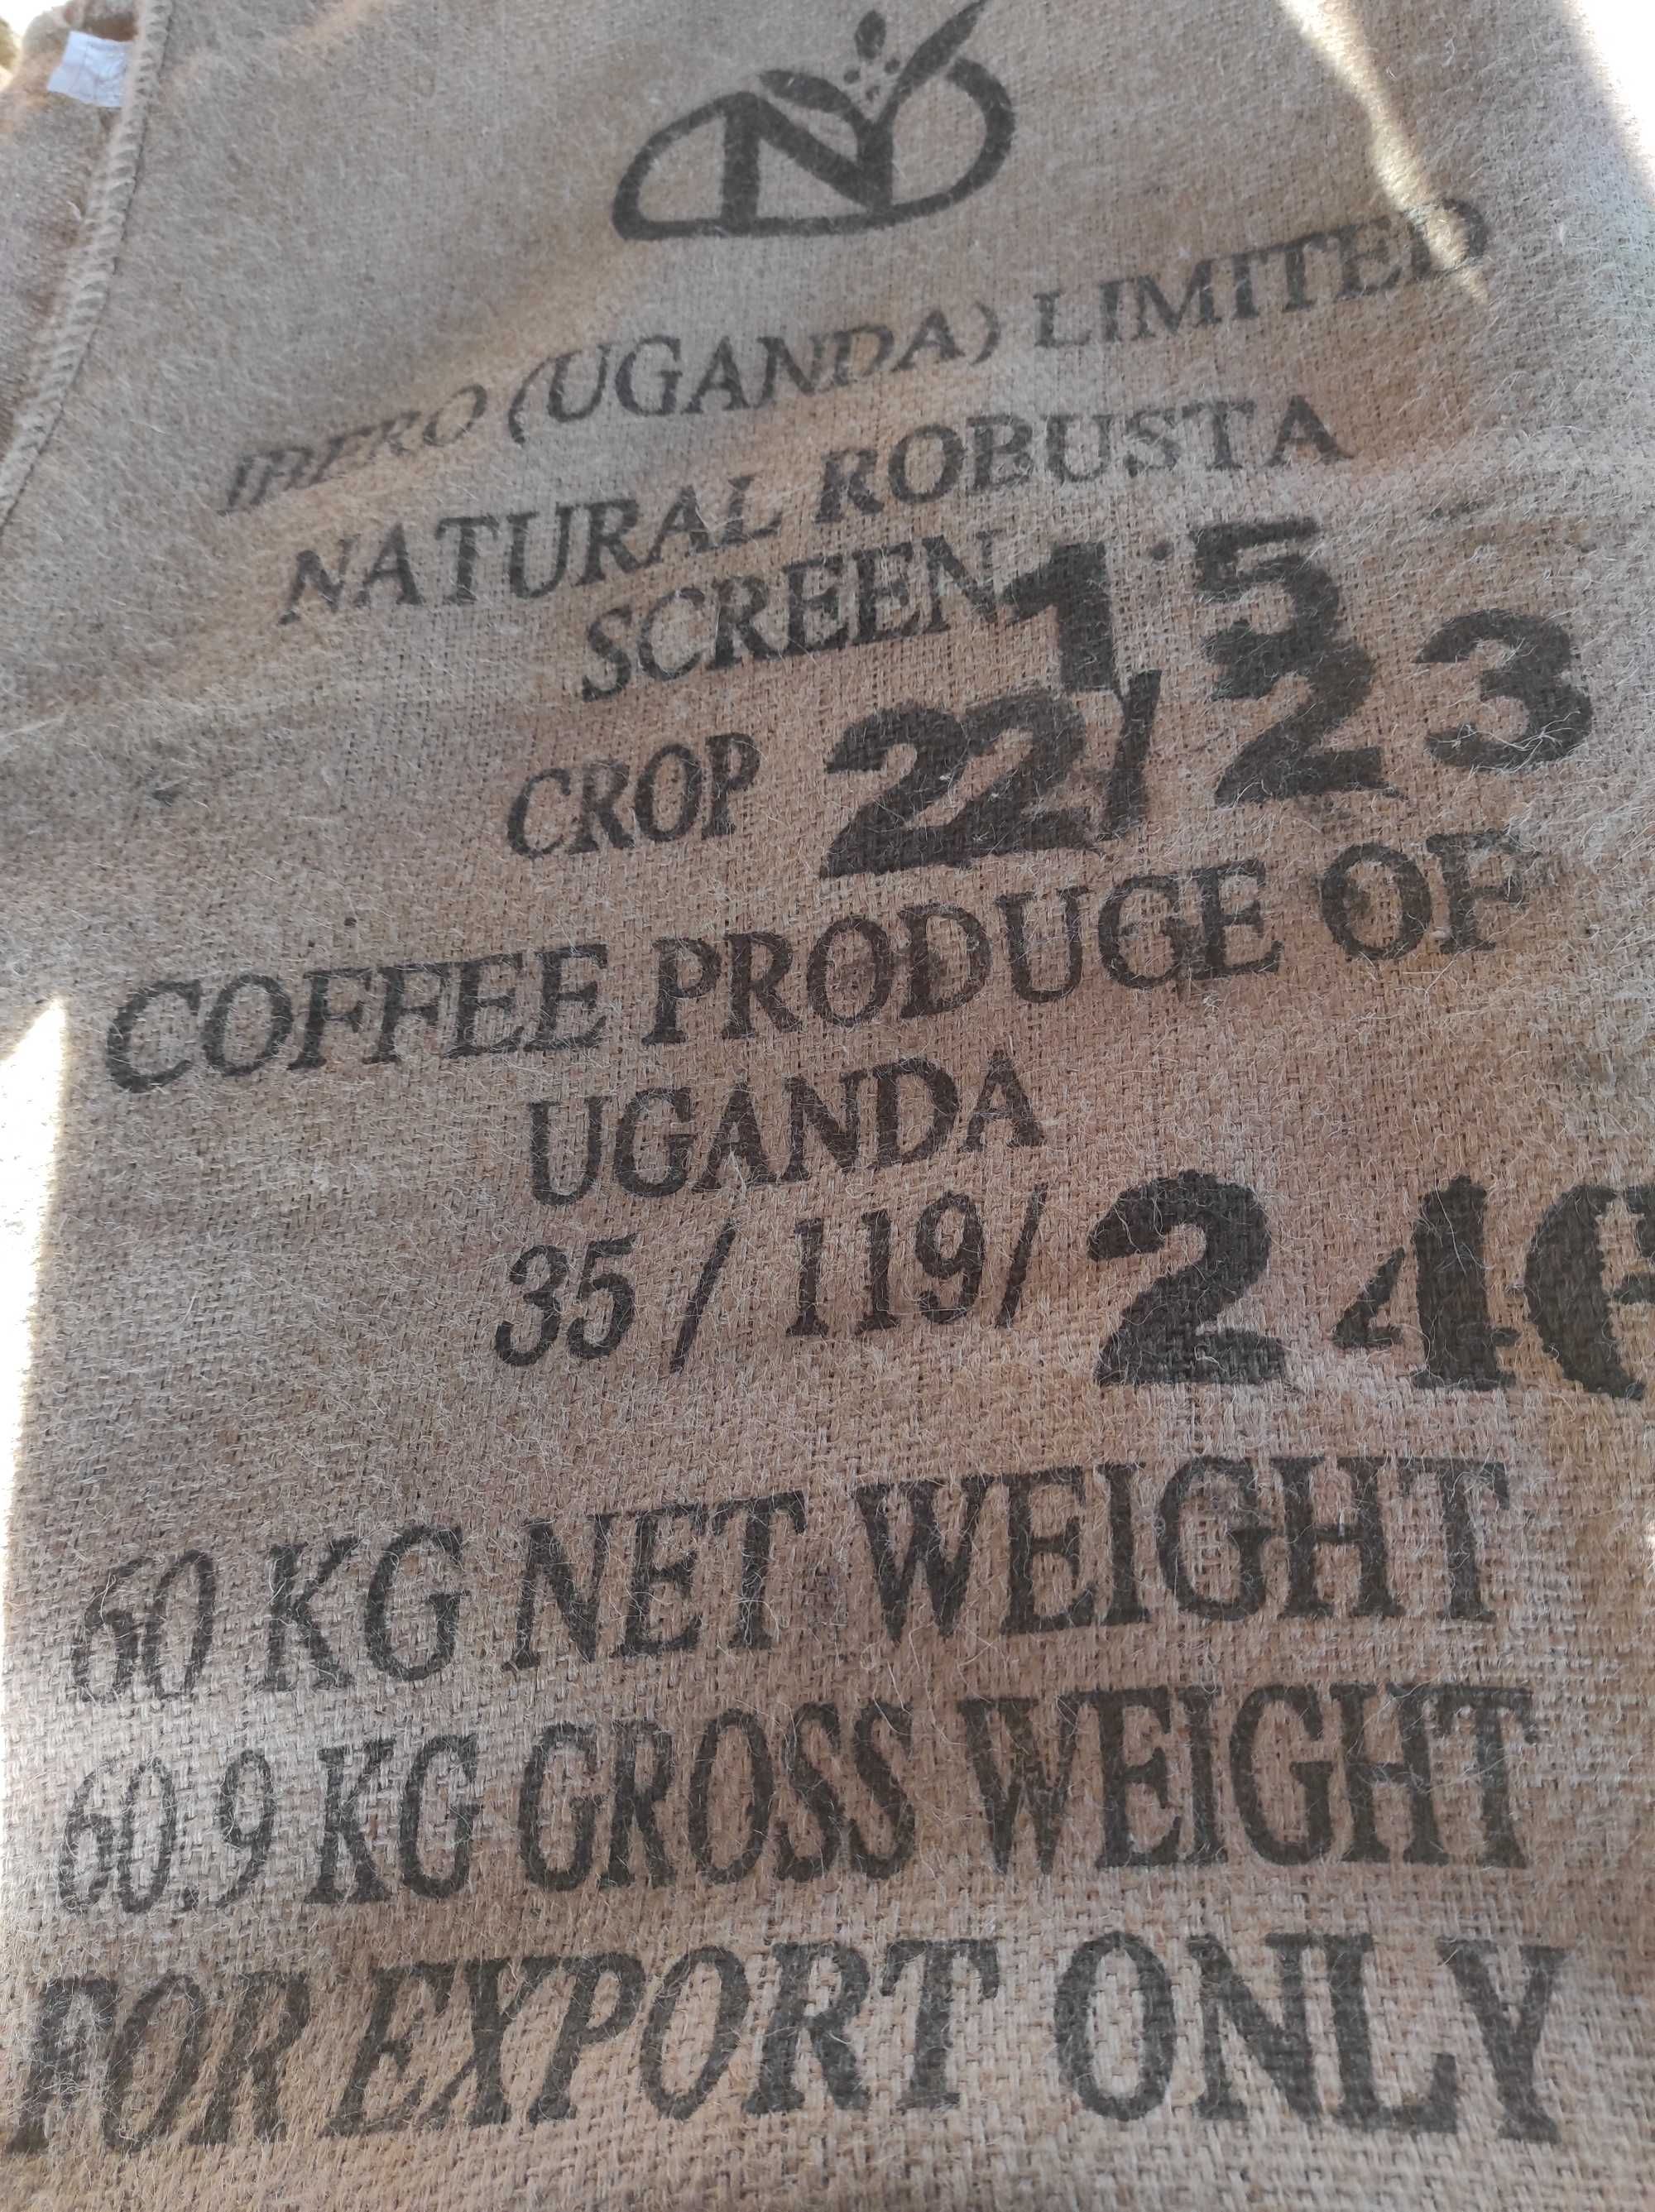 N
IBERO (UGANDA) LIMITED
NATURAL ROBUSTA
SCREEN 15
CROP 22/23
COFFEE PRODUGE OF
UGANDA
35 / 119/ 246
60 KG NET WEIGHT
60.9 KG GROSS WEIGHT
FOR EXPORT ONLY